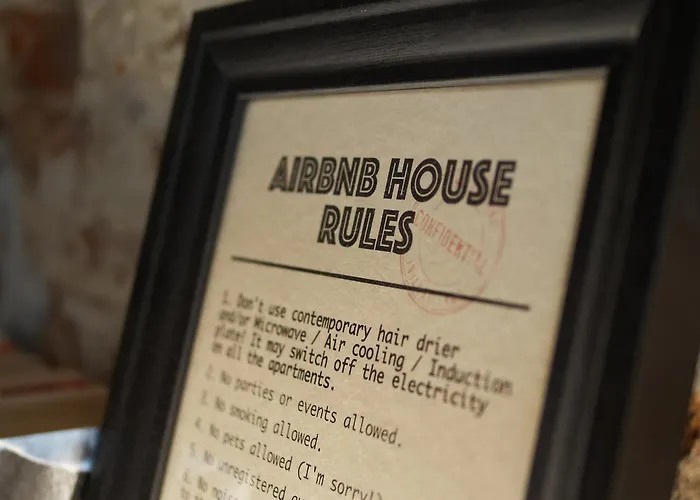 AIRBNB HOUSE
RULES
CONFIDENTIAL
1. Don't use contemporary hair drier
and/or Microwave / Air cooling / Induction
plate! It may switch off the electricity
on all the apartments.
2. No parties or events allowed.
3. No smoking allowed.
4. No pets allowed (I'm sorry!)
5. No unregistered
6. No